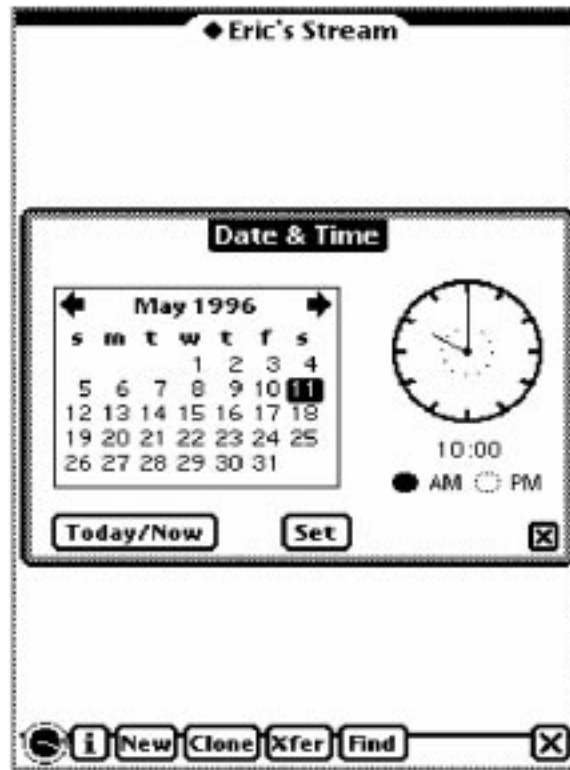 ◆Eric's Stream
Date & Time
May 1996
s m t w t f s
1 2 3 4
5 6 7 8 9 10 11
12 13 14 15 16 17 18
19 20 21 22 23 24 25
26 27 28 29 30 31
10:00
AM PM
Today/Now Set
i New Clone Xfer Find